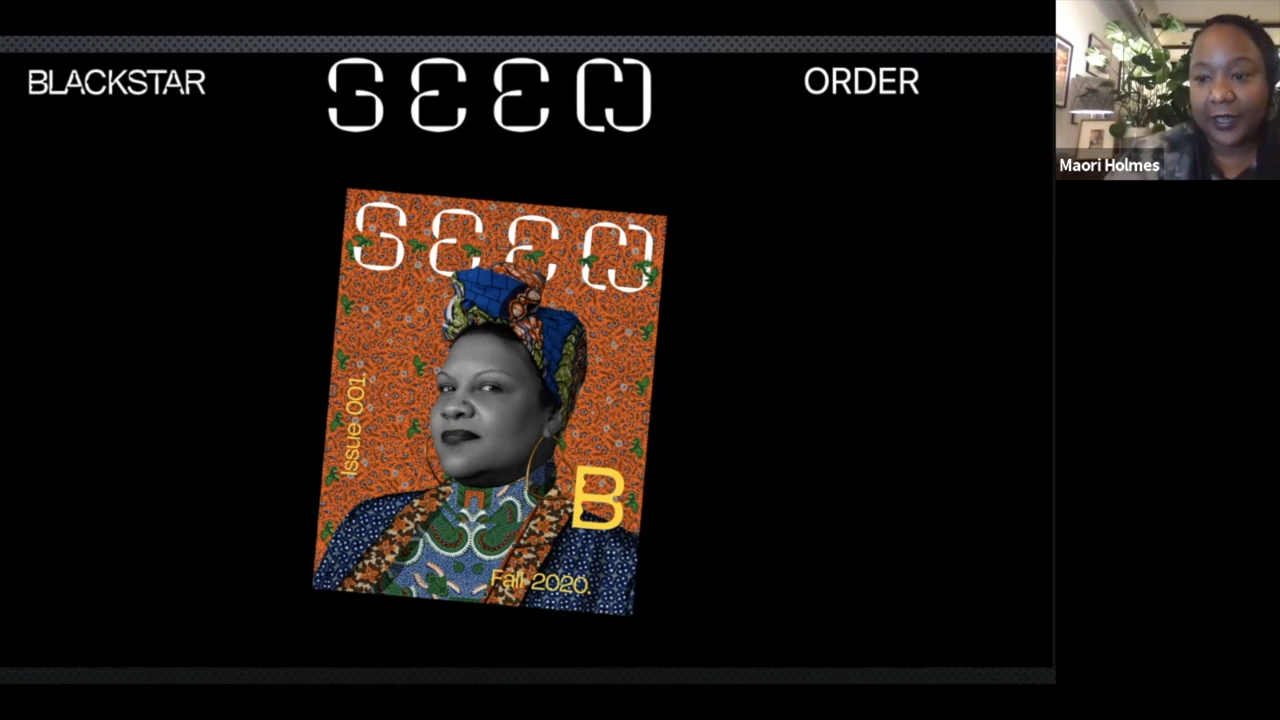 BLACKSTAR
SEEN
ORDER
Maori Holmes
SEEN
Issue 001.
B
Fall 2020.